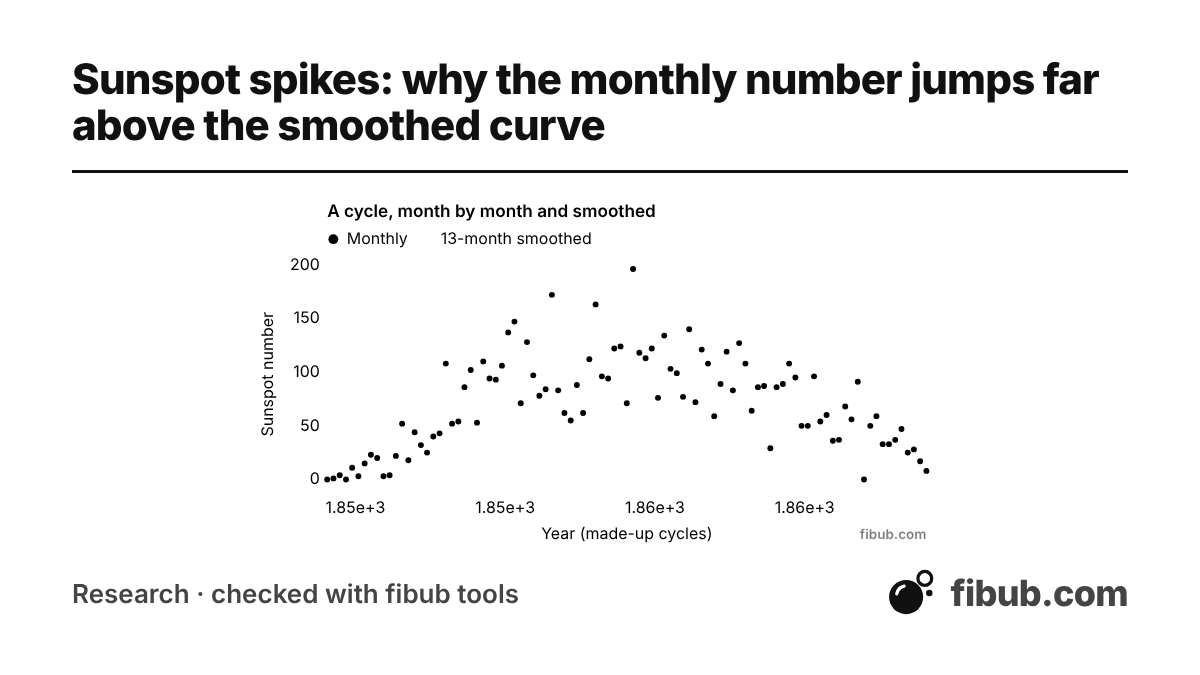 Sunspot spikes: why the monthly number jumps far
above the smoothed curve
A cycle, month by month and smoothed
Monthly 13-month smoothed
200
150
100
50
0
Sunspot number
1.85e+3 1.85e+3 1.86e+3 1.86e+3
Year (made-up cycles)
fibub.com
Research · checked with fibub tools
fibub.com